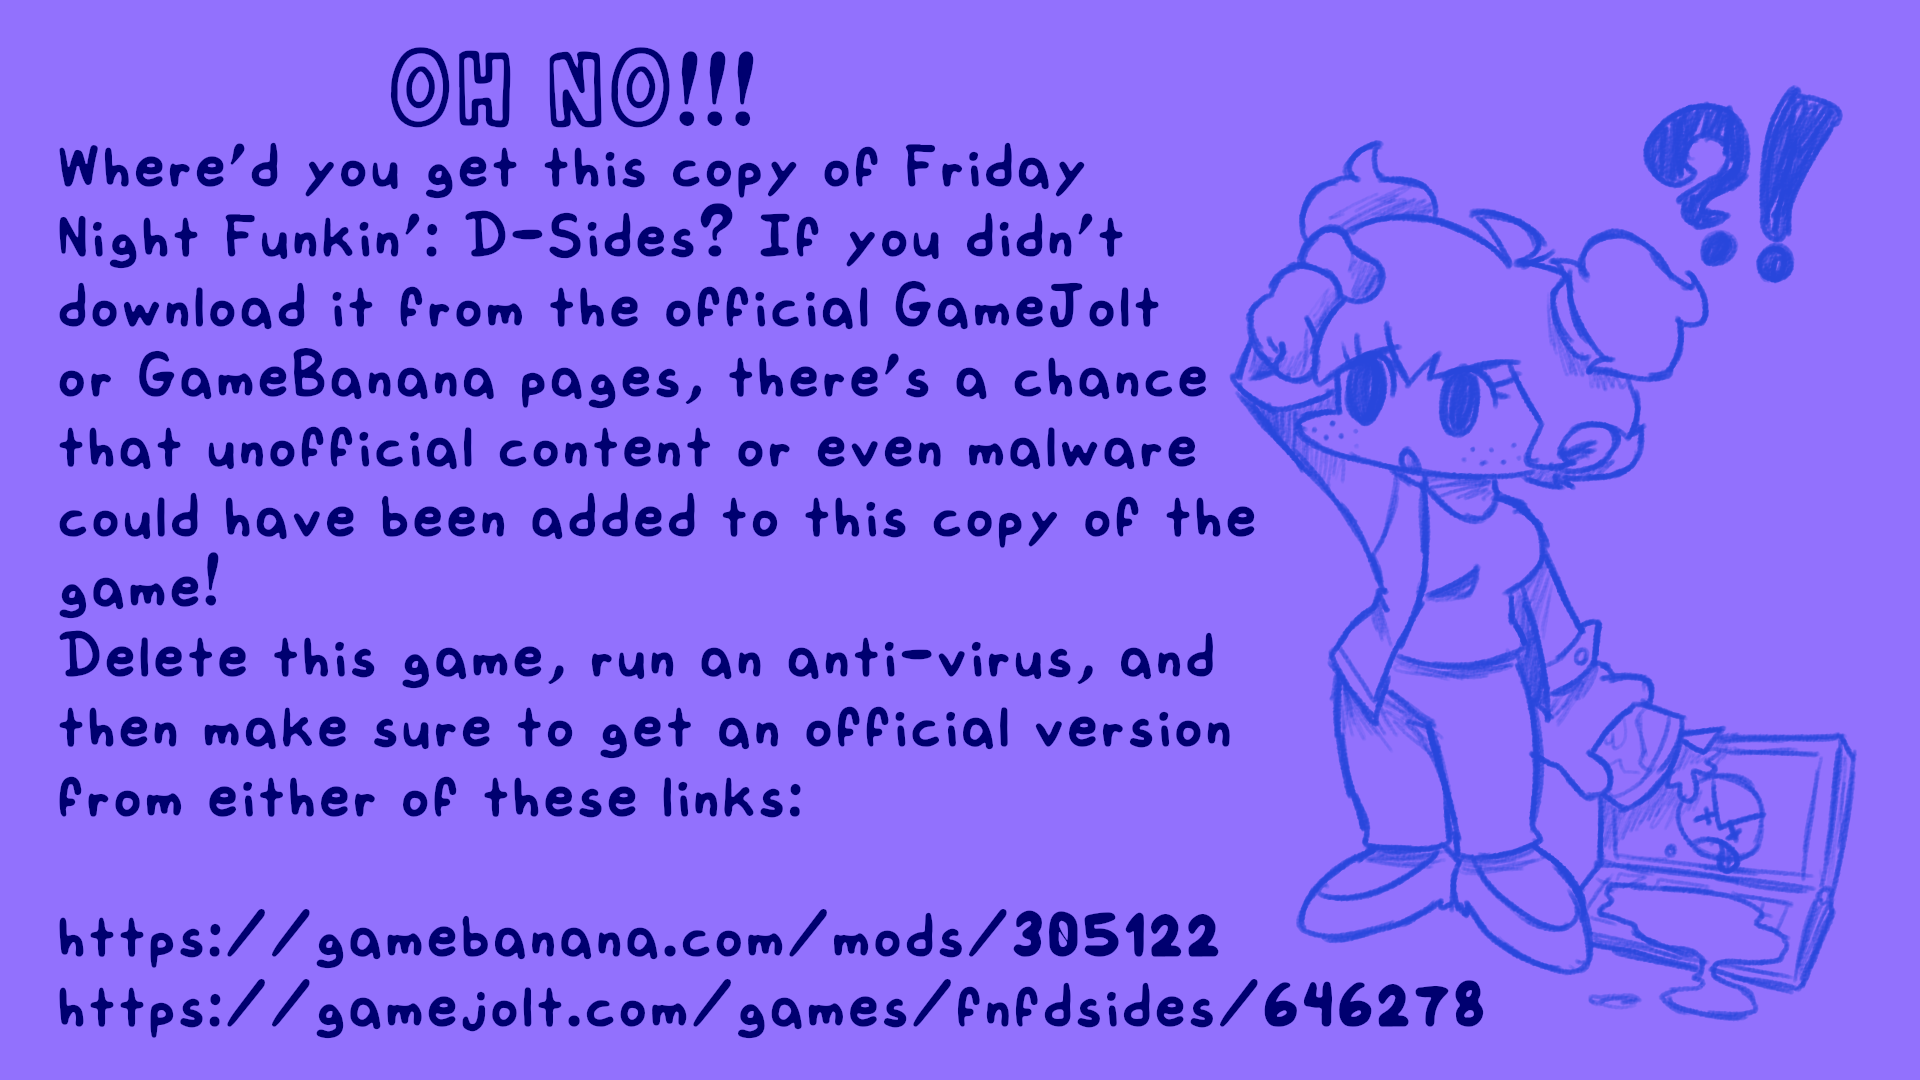 OH NO!!!
Where'd you get this copy of Friday
Night Funkin': D-Sides? If you didn't
download it from the official GameJolt
or GameBanana pages, there's a chance
that unofficial content or even malware
could have been added to this copy of the
game!
Delete this game, run an anti-virus, and
then make sure to get an official version
from either of these links:
https://gamebanana.com/mods/305122
https://gamejolt.com/games/fnfdsides/646278
?!